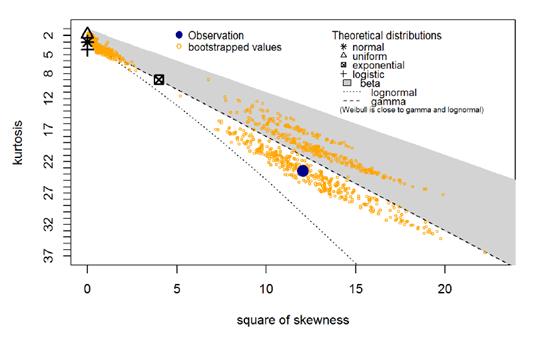 Observation
bootstrapped values
Theoretical distributions
normal
uniform
exponential
logistic
beta
lognormal
gamma
(Weibull is close to gamma and lognormal)
kurtosis
2
5
8
12
17
22
27
32
37
0
5
10
15
20
square of skewness